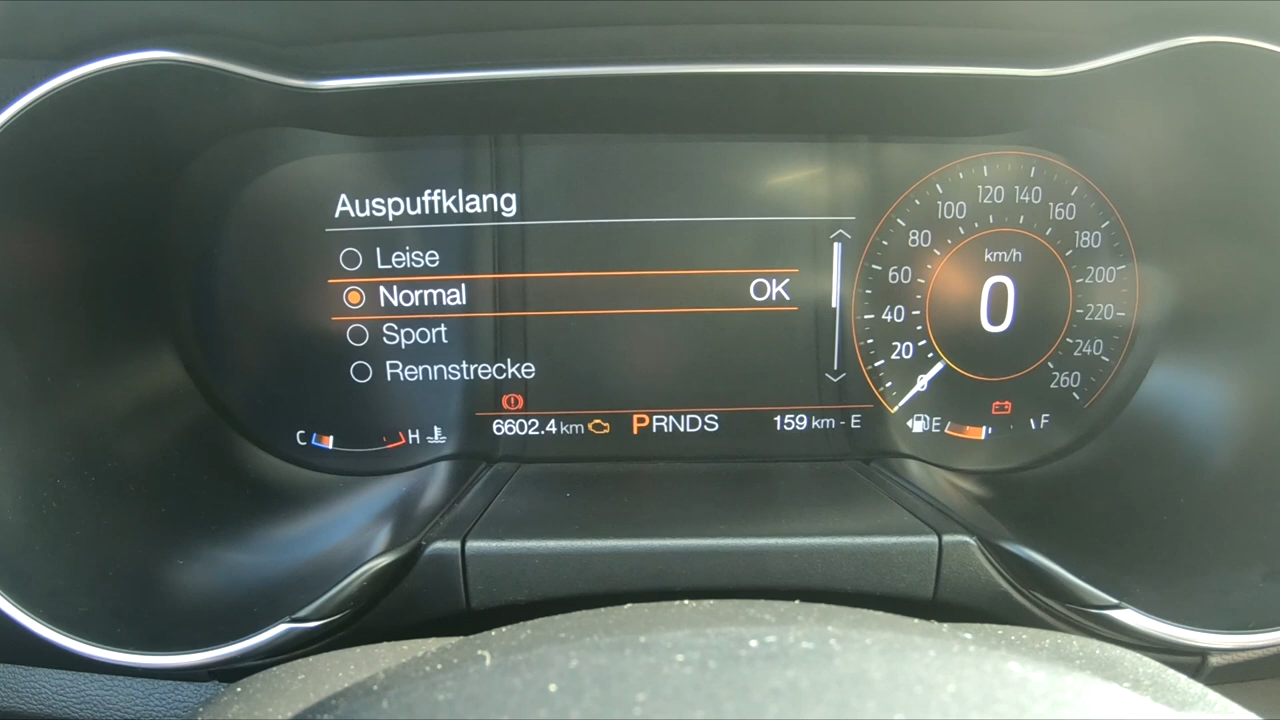 Auspuffklang
Leise
Normal OK
Sport
Rennstrecke
6602.4 km PRNDS 159 km - E
C H
E F
km/h
0
0 20 40 60 80 100 120 140 160 180 200 220 240 260